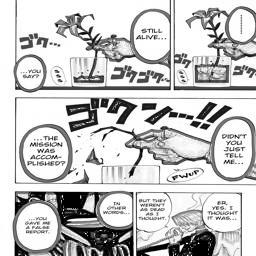 ...
STILL
ALIVE...
ゴク...
ゴクゴク...
...
...YOU
SAY?
ゴクン--!!
DIDN'T
YOU
JUST
TELL
ME...
...THE
MISSION
WAS
ACCOM-
PLISHED?
PWUP
ER,
YES, I
THOUGHT
IT WAS...
BUT THEY
WEREN'T
AS DEAD
AS I
THOUGHT.
IN
OTHER
WORDS...
...YOU
GAVE ME
A FALSE
REPORT.